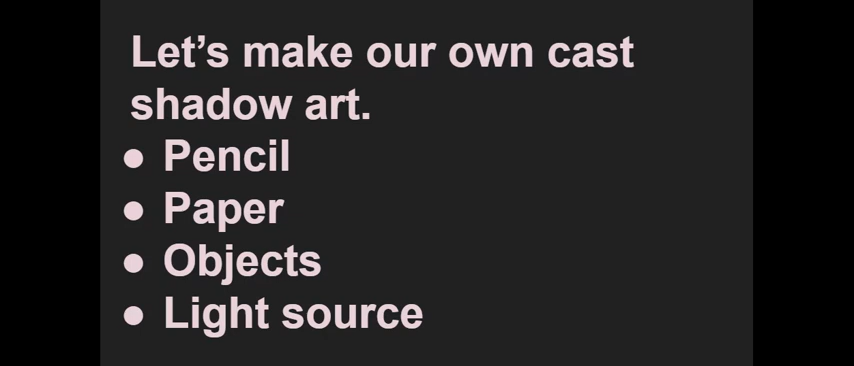 Let’s make our own cast
shadow art.
● Pencil
● Paper
● Objects
● Light source